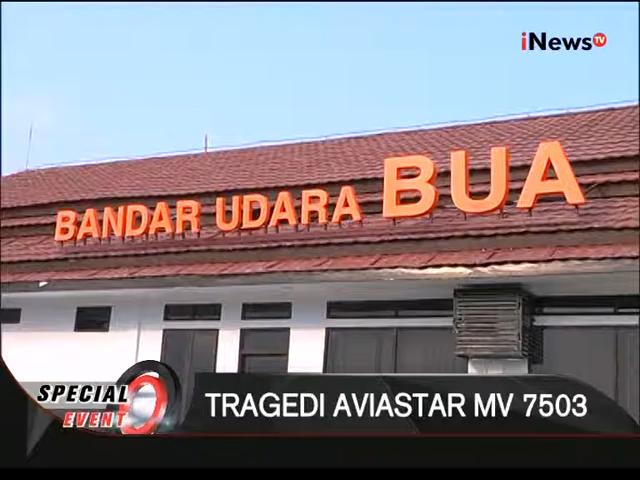 iNews TV
BANDAR UDARA BUA
SPECIAL
EVENT
TRAGEDI AVIASTAR MV 7503